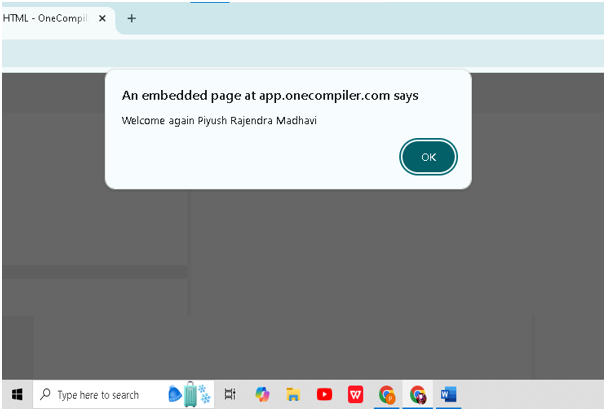 HTML - OneCompil
An embedded page at app.onecompiler.com says
Welcome again Piyush Rajendra Madhavi
OK
Type here to search